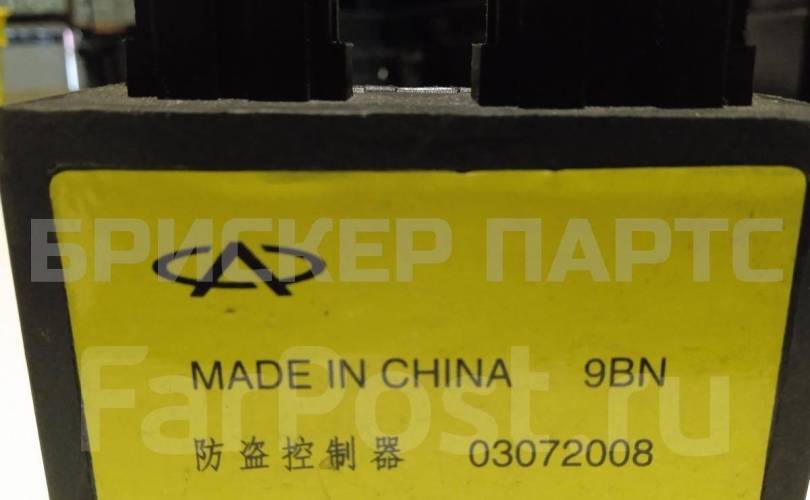 БРИСКЕР ПАРТС
MADE IN CHINA 9BN
FarPost.ru
防盗控制器 03072008